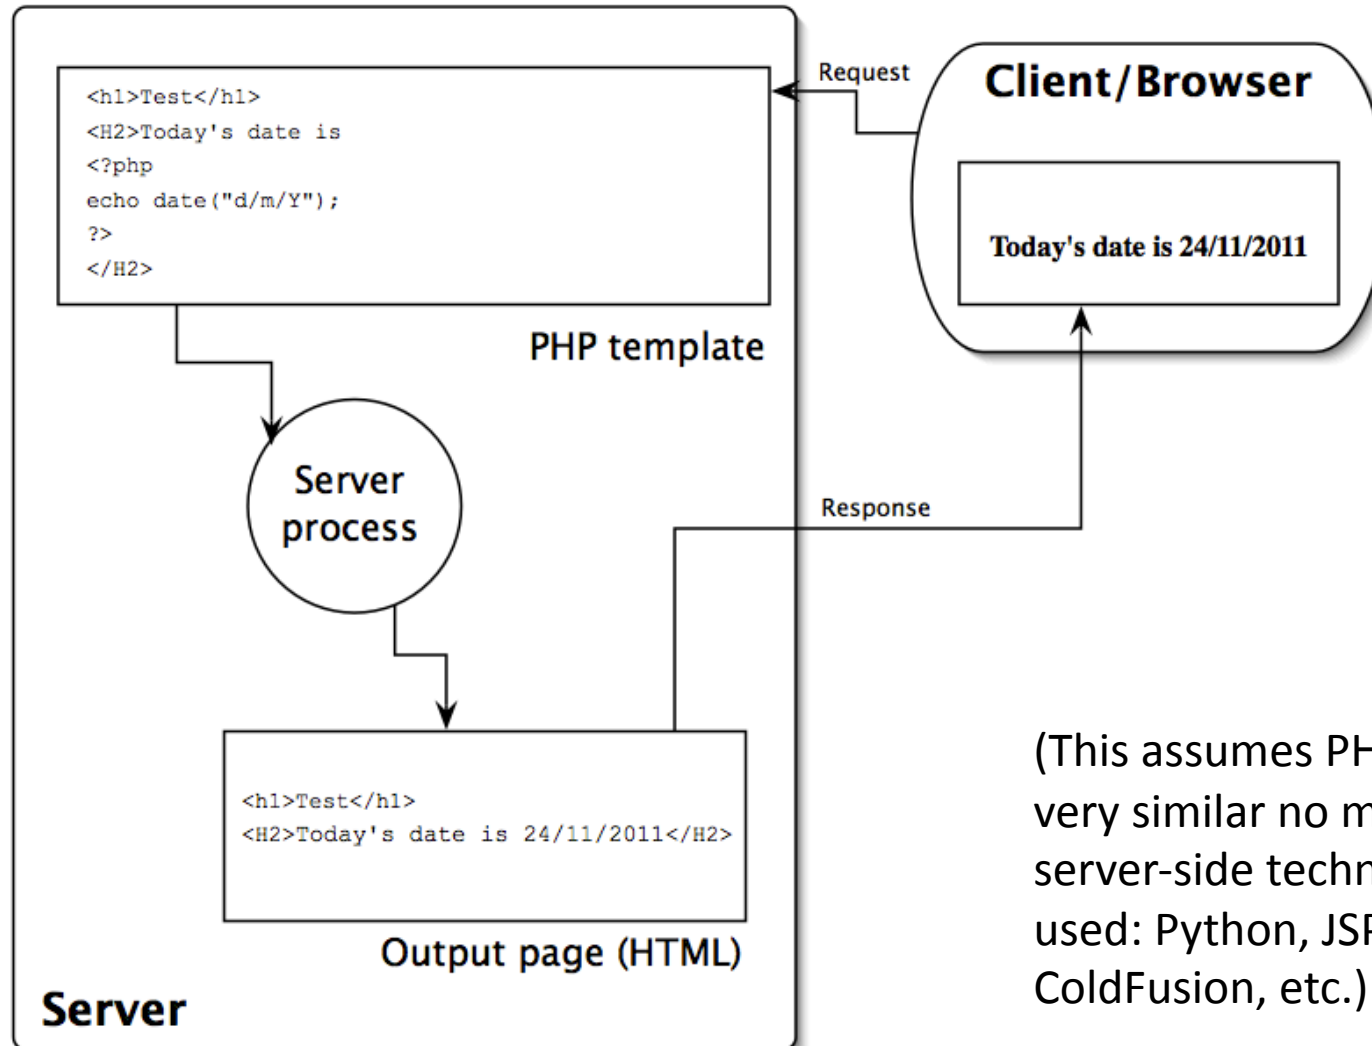 <h1>Test</h1>
<H2>Today's date is
<?php
echo date("d/m/Y");
?>
</H2>
PHP template
Request
Client/Browser
Today's date is 24/11/2011
Server
process
Response
<h1>Test</h1>
<H2>Today's date is 24/11/2011</H2>
Output page (HTML)
Server
(This assumes PH
very similar no m
server-side techn
used: Python, JSP
ColdFusion, etc.)